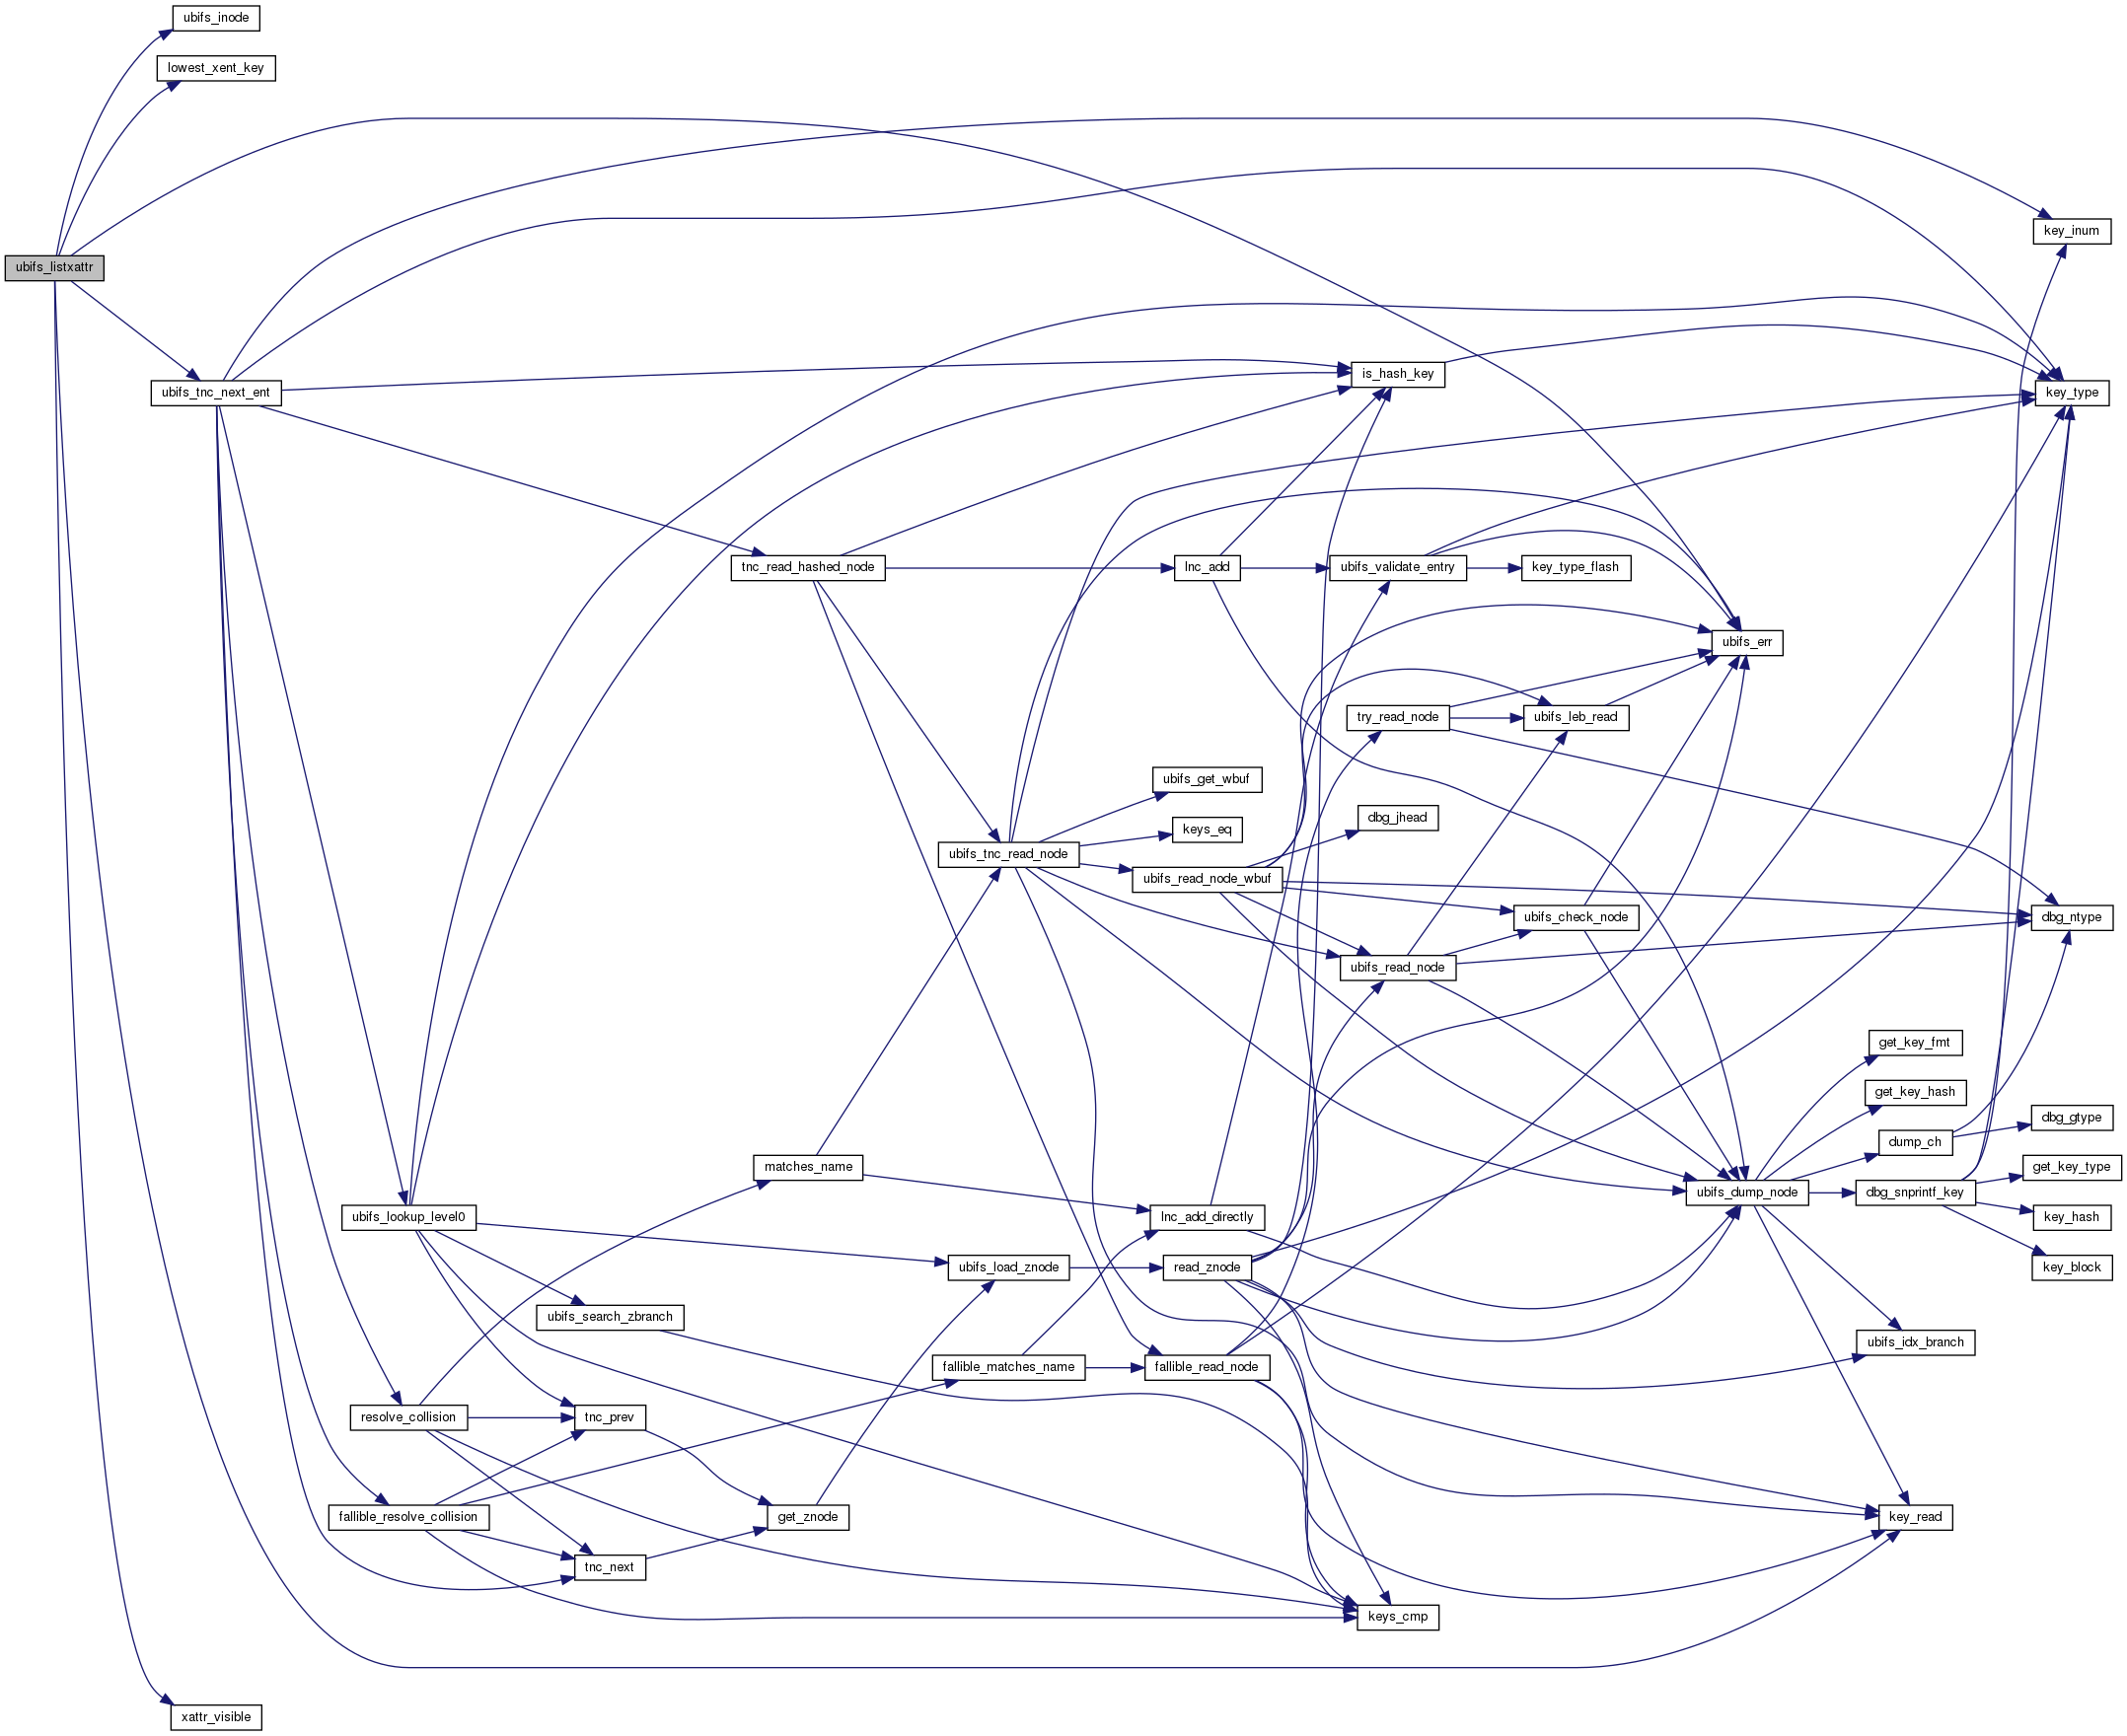 ubifs_inode
lowest_xent_key
key_inum
ubifs_listxattr
is_hash_key
ubifs_tnc_next_ent
key_type
tnc_read_hashed_node
lnc_add
ubifs_validate_entry
key_type_flash
ubifs_err
try_read_node
ubifs_leb_read
ubifs_get_wbuf
dbg_jhead
keys_eq
ubifs_tnc_read_node
ubifs_read_node_wbuf
ubifs_check_node
dbg_ntype
ubifs_read_node
get_key_fmt
get_key_hash
dbg_gtype
dump_ch
matches_name
get_key_type
ubifs_dump_node
dbg_snprintf_key
ubifs_lookup_level0
lnc_add_directly
key_hash
ubifs_load_znode
read_znode
key_block
ubifs_search_zbranch
ubifs_idx_branch
fallible_matches_name
fallible_read_node
resolve_collision
tnc_prev
fallible_resolve_collision
get_znode
key_read
tnc_next
keys_cmp
xattr_visible